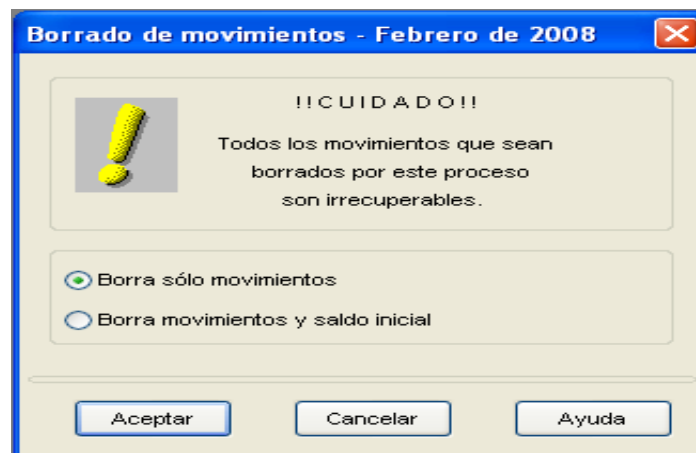 Borrado de movimientos - Febrero de 2008
!!CUIDADO!!
Todos los movimientos que sean
borrados por este proceso
son irrecuperables.
Borra sólo movimientos
Borra movimientos y saldo inicial
Aceptar
Cancelar
Ayuda